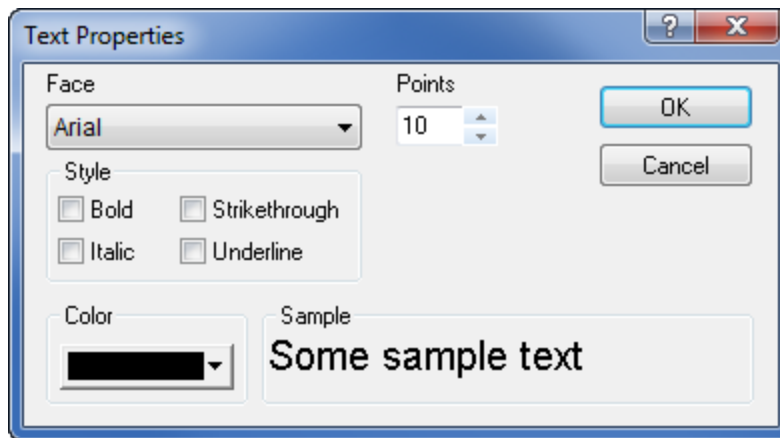 Text Properties
Face
Points
Arial
10
OK
Cancel
Style
Bold
Strikethrough
Italic
Underline
Color
Sample
Some sample text